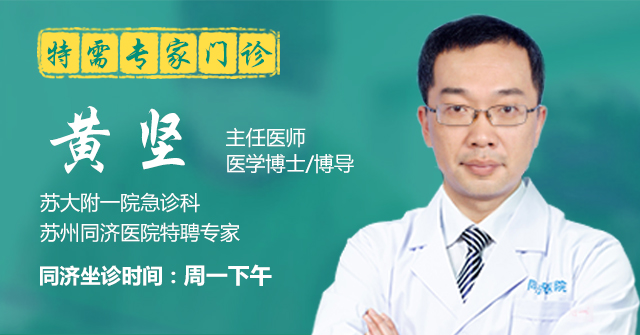 特需专家门诊
黄坚
主任医师
医学博士/博导
苏大附一院急诊科
苏州同济医院特聘专家
同济坐诊时间：周一下午